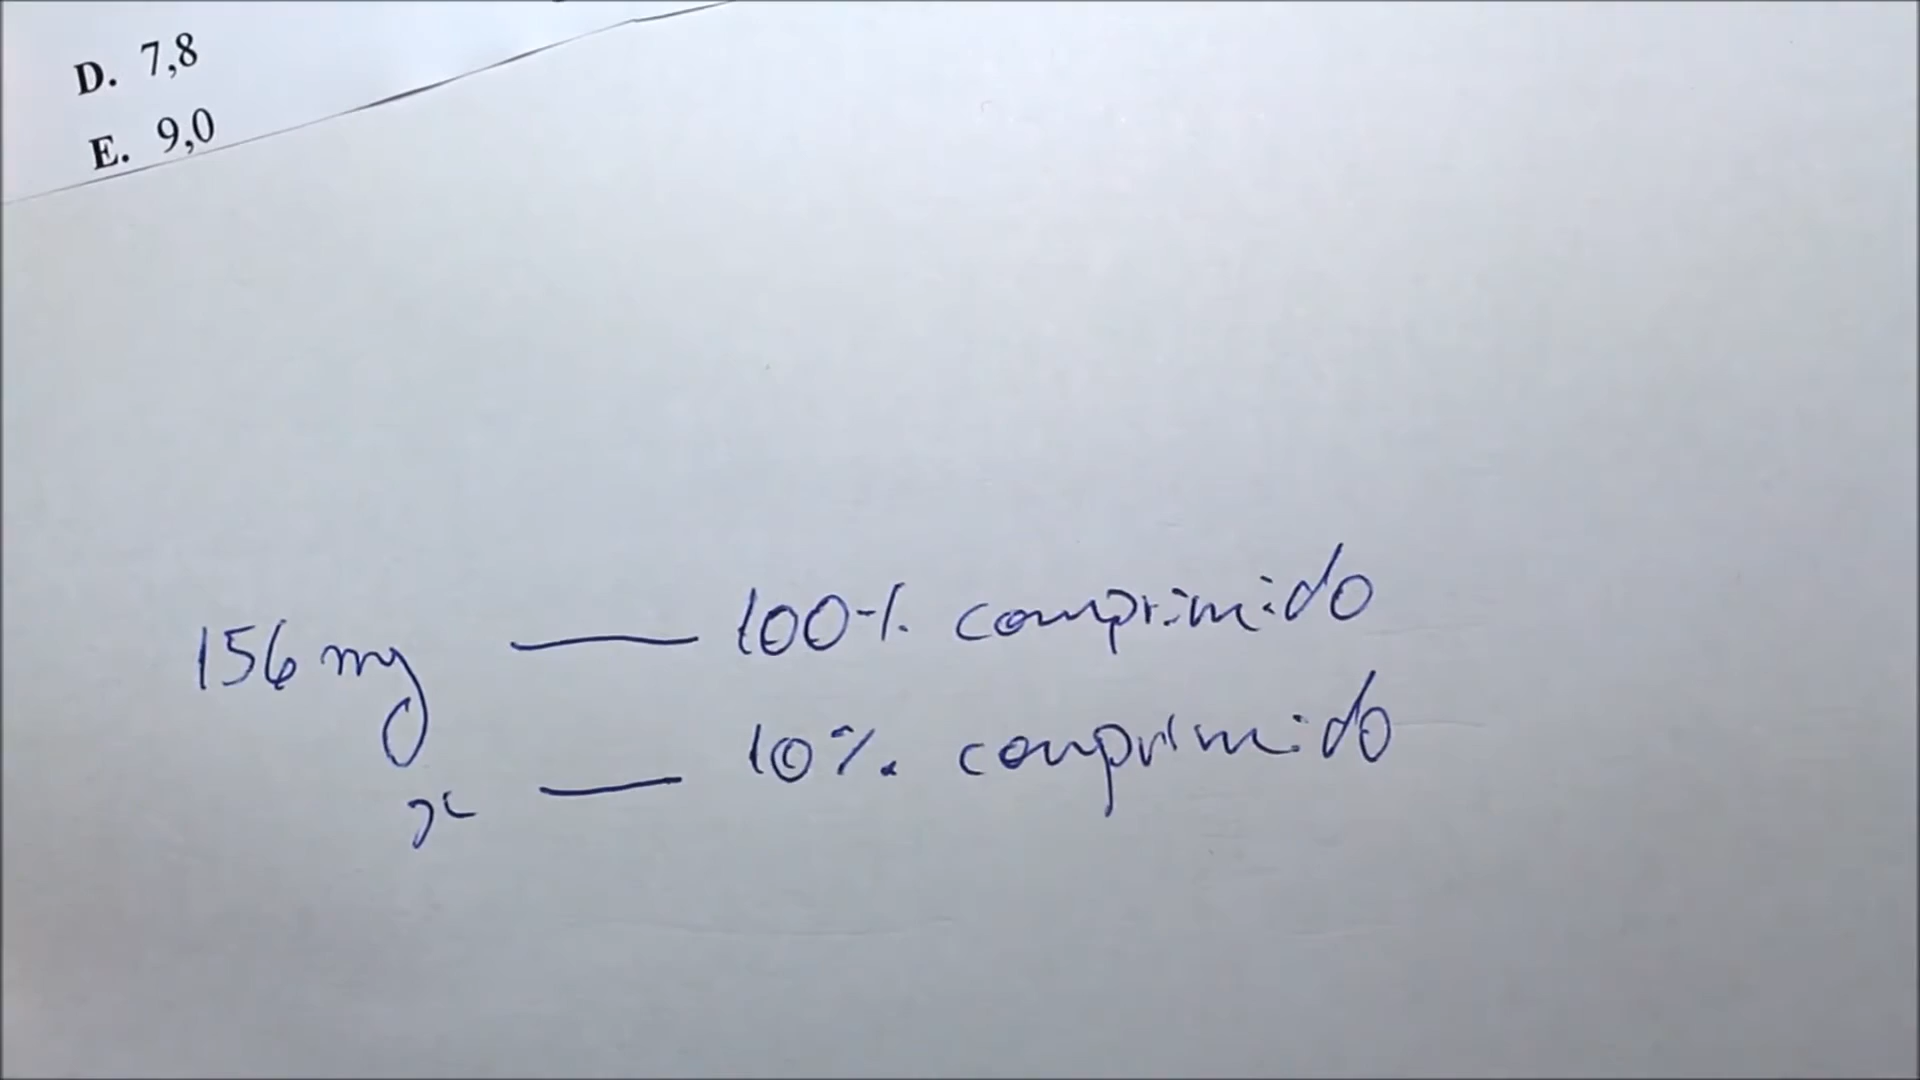 D. 7,8
E. 9,0
156 mg — 100% comprimido
x — 10% comprimido